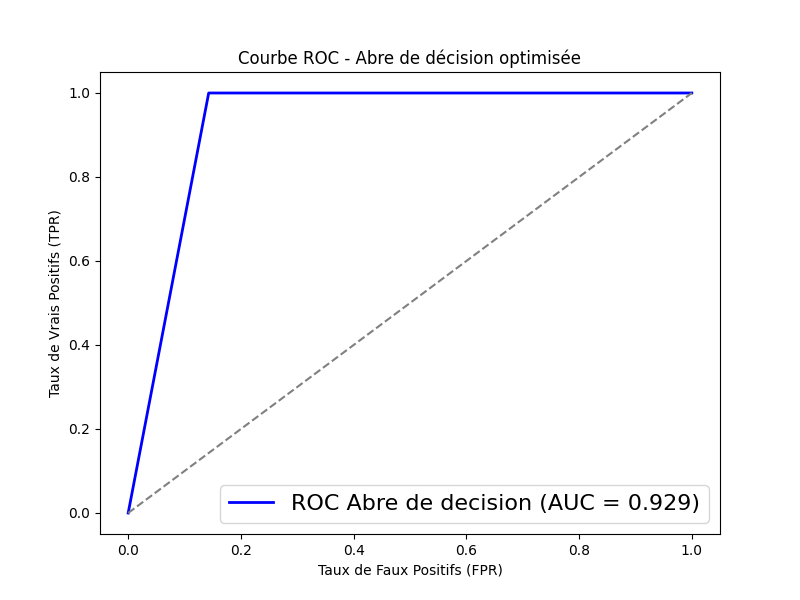 Courbe ROC - Abre de décision optimisée
Taux de Vrais Positifs (TPR)
1.0
0.8
0.6
0.4
0.2
0.0
ROC Abre de decision (AUC = 0.929)
0.0 0.2 0.4 0.6 0.8 1.0
Taux de Faux Positifs (FPR)